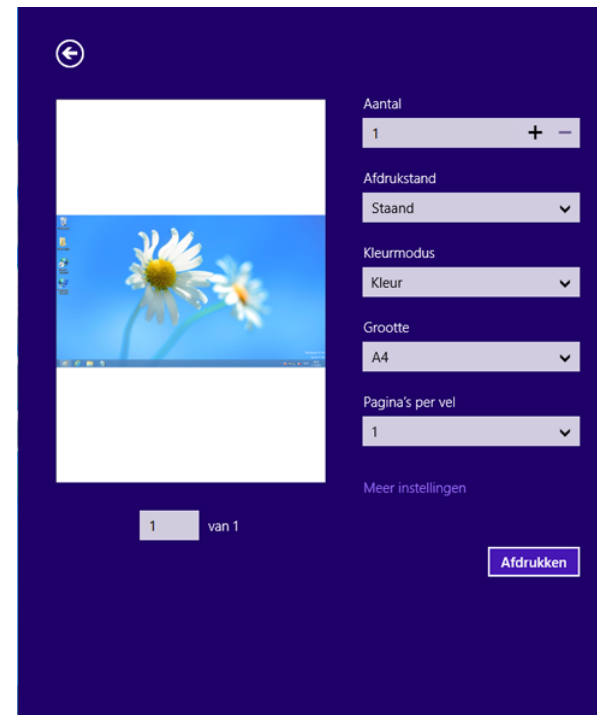 Aantal
1
Afdrukstand
Staand
Kleurmodus
Kleur
Grootte
A4
Pagina's per vel
1
Meer instellingen
1 van 1
Afdrukken